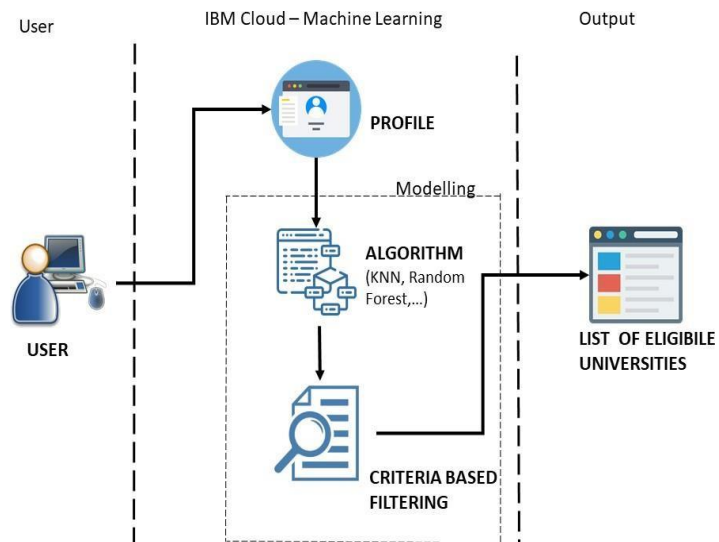 User
IBM Cloud – Machine Learning
Output
PROFILE
Modelling
ALGORITHM
(KNN, Random
Forest,...)
USER
LIST OF ELIGIBILE
UNIVERSITIES
CRITERIA BASED
FILTERING